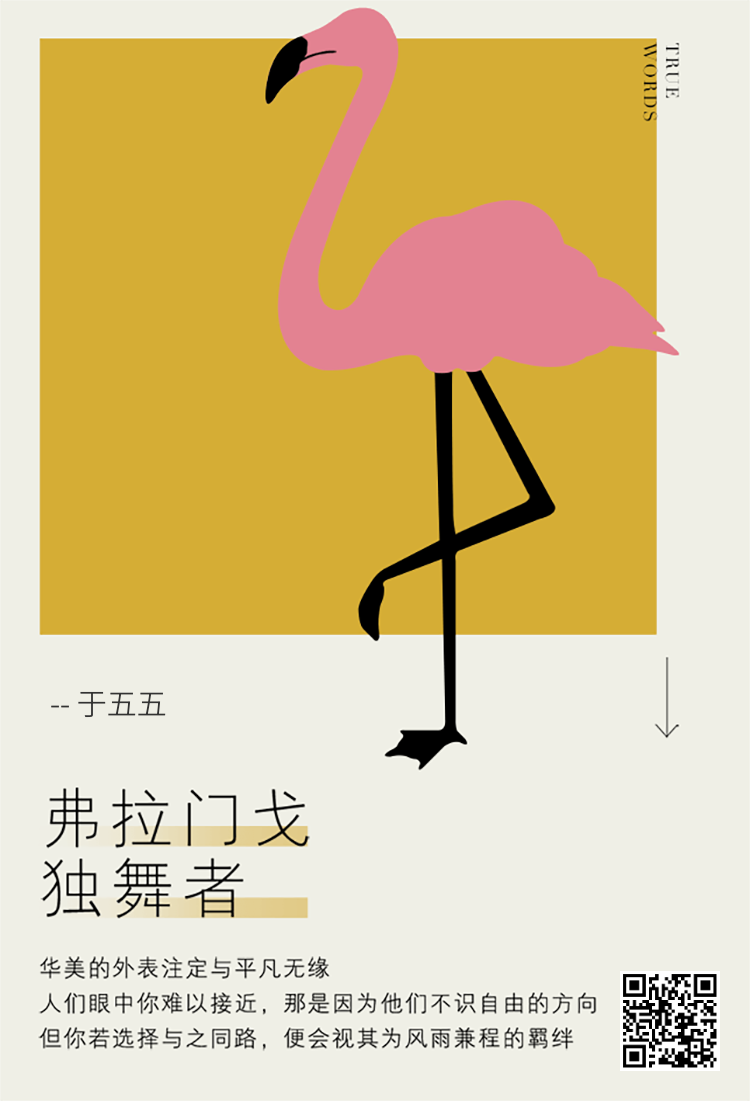 TRUE
WORDS
-- 于五五
弗拉门戈
独舞者
华美的外表注定与平凡无缘
人们眼中你难以接近，那是因为他们不识自由的方向
但你若选择与之同路，便会视其为风雨兼程的羁绊